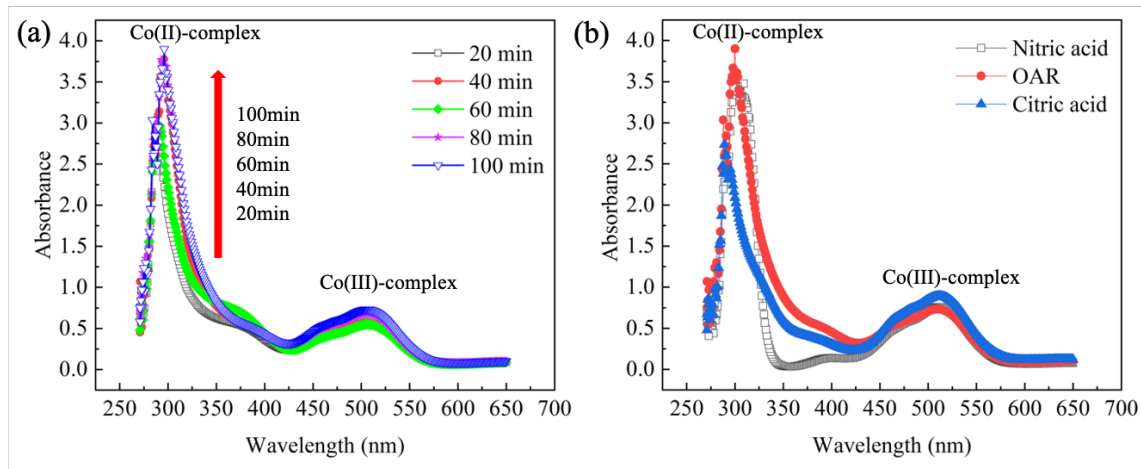 (a)
Co(II)-complex
4.0
3.5
3.0
2.5
2.0
1.5
1.0
0.5
0.0
Absorbance
20 min
40 min
60 min
80 min
100 min
100min
80min
60min
40min
20min
Co(III)-complex
250 300 350 400 450 500 550 600 650 700
Wavelength (nm)
(b)
Co(II)-complex
4.0
3.5
3.0
2.5
2.0
1.5
1.0
0.5
0.0
Absorbance
Nitric acid
OAR
Citric acid
Co(III)-complex
250 300 350 400 450 500 550 600 650 700
Wavelength (nm)